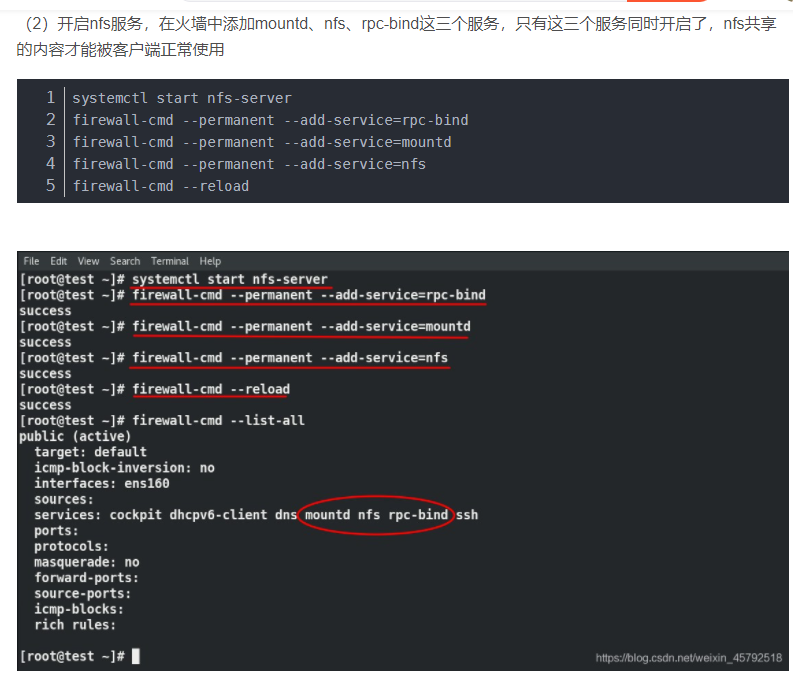 （2）开启nfs服务，在火墙中添加mountd、nfs、rpc-bind这三个服务，只有这三个服务同时开启了，nfs共享
的内容才能被客户端正常使用
1 systemctl start nfs-server
2 firewall-cmd --permanent --add-service=rpc-bind
3 firewall-cmd --permanent --add-service=mountd
4 firewall-cmd --permanent --add-service=nfs
5 firewall-cmd --reload
File Edit View Search Terminal Help
[root@test ~]# systemctl start nfs-server
[root@test ~]# firewall-cmd --permanent --add-service=rpc-bind
success
[root@test ~]# firewall-cmd --permanent --add-service=mountd
success
[root@test ~]# firewall-cmd --permanent --add-service=nfs
success
[root@test ~]# firewall-cmd --reload
success
[root@test ~]# firewall-cmd --list-all
public (active)
  target: default
  icmp-block-inversion: no
  interfaces: ens160
  sources:
  services: cockpit dhcpv6-client dns mountd nfs rpc-bind ssh
  ports:
  protocols:
  masquerade: no
  forward-ports:
  source-ports:
  icmp-blocks:
  rich rules:
[root@test ~]#
https://blog.csdn.net/weixin_45792518